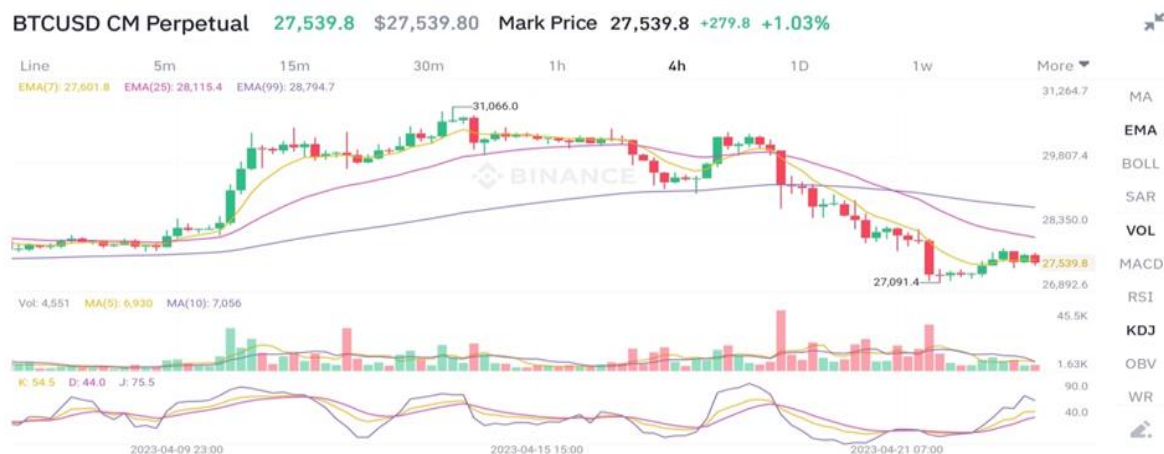 BTCUSD CM Perpetual 27,539.8 $27,539.80 Mark Price 27,539.8 +279.8 +1.03%
Line 5m 15m 30m 1h 4h 1D 1w More
EMA(7): 27,601.8 EMA(25): 28,115.4 EMA(99): 28,794.7
31,264.7
MA
31,066.0
EMA
29,807.4
BOLL
BINANCE
SAR
28,350.0
VOL
27,539.8
MACD
27,091.4
26,892.6
RSI
Vol: 4,551 MA(5): 6,930 MA(10): 7,056
45.5K
KDJ
1.63K
OBV
K: 54.5 D: 44.0 J: 75.5
90.0
WR
40.0
2023-04-09 23:00 2023-04-15 15:00 2023-04-21 07:00